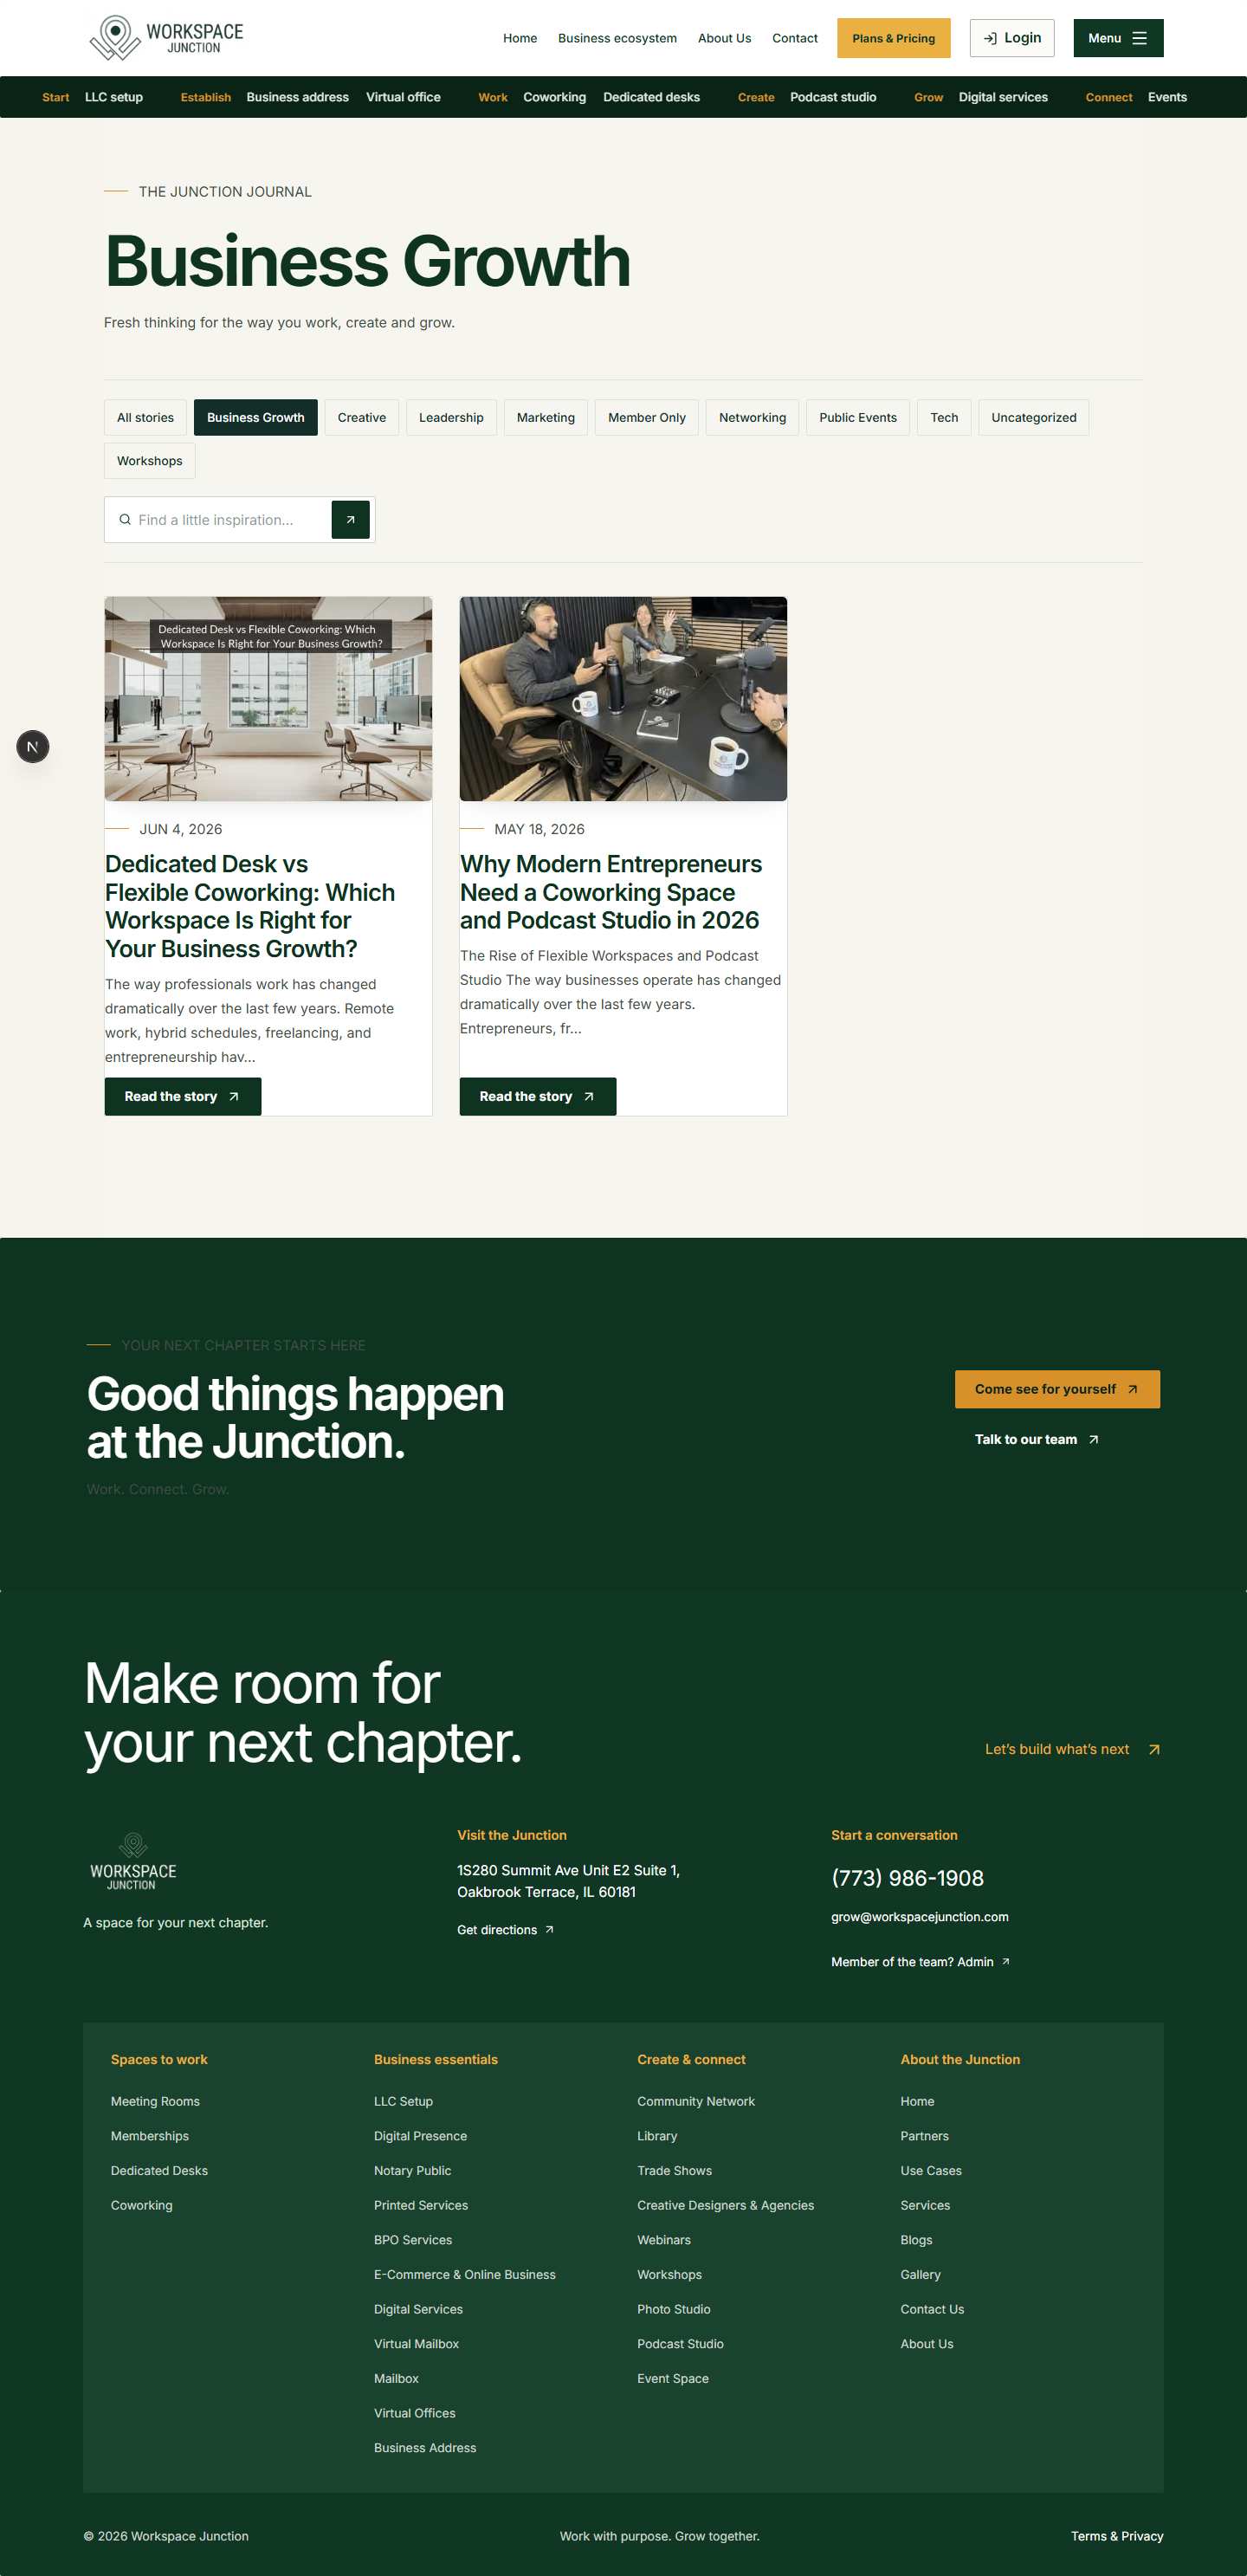 WORKSPACE
JUNCTION
Home Business ecosystem About Us Contact Plans & Pricing Login Menu
Start LLC setup Establish Business address Virtual office Work Coworking Dedicated desks Create Podcast studio Grow Digital services Connect Events
THE JUNCTION JOURNAL
Business Growth
Fresh thinking for the way you work, create and grow.
All stories Business Growth Creative Leadership Marketing Member Only Networking Public Events Tech Uncategorized
Workshops
Find a little inspiration...
Dedicated Desk vs Flexible Coworking: Which
Workspace Is Right for Your Business Growth?
N
JUN 4, 2026
Dedicated Desk vs
Flexible Coworking: Which
Workspace Is Right for
Your Business Growth?
The way professionals work has changed
dramatically over the last few years. Remote
work, hybrid schedules, freelancing, and
entrepreneurship hav...
Read the story
MAY 18, 2026
Why Modern Entrepreneurs
Need a Coworking Space
and Podcast Studio in 2026
The Rise of Flexible Workspaces and Podcast
Studio The way businesses operate has changed
dramatically over the last few years.
Entrepreneurs, fr...
Read the story
YOUR NEXT CHAPTER STARTS HERE
Good things happen
at the Junction.
Work. Connect. Grow.
Come see for yourself
Talk to our team
Make room for
your next chapter.
Let’s build what’s next
WORKSPACE
JUNCTION
A space for your next chapter.
Visit the Junction
1S280 Summit Ave Unit E2 Suite 1,
Oakbrook Terrace, IL 60181
Get directions
Start a conversation
(773) 986-1908
grow@workspacejunction.com
Member of the team? Admin
Spaces to work
Meeting Rooms
Memberships
Dedicated Desks
Coworking
Business essentials
LLC Setup
Digital Presence
Notary Public
Printed Services
BPO Services
E-Commerce & Online Business
Digital Services
Virtual Mailbox
Mailbox
Virtual Offices
Business Address
Create & connect
Community Network
Library
Trade Shows
Creative Designers & Agencies
Webinars
Workshops
Photo Studio
Podcast Studio
Event Space
About the Junction
Home
Partners
Use Cases
Services
Blogs
Gallery
Contact Us
About Us
© 2026 Workspace Junction
Work with purpose. Grow together.
Terms & Privacy